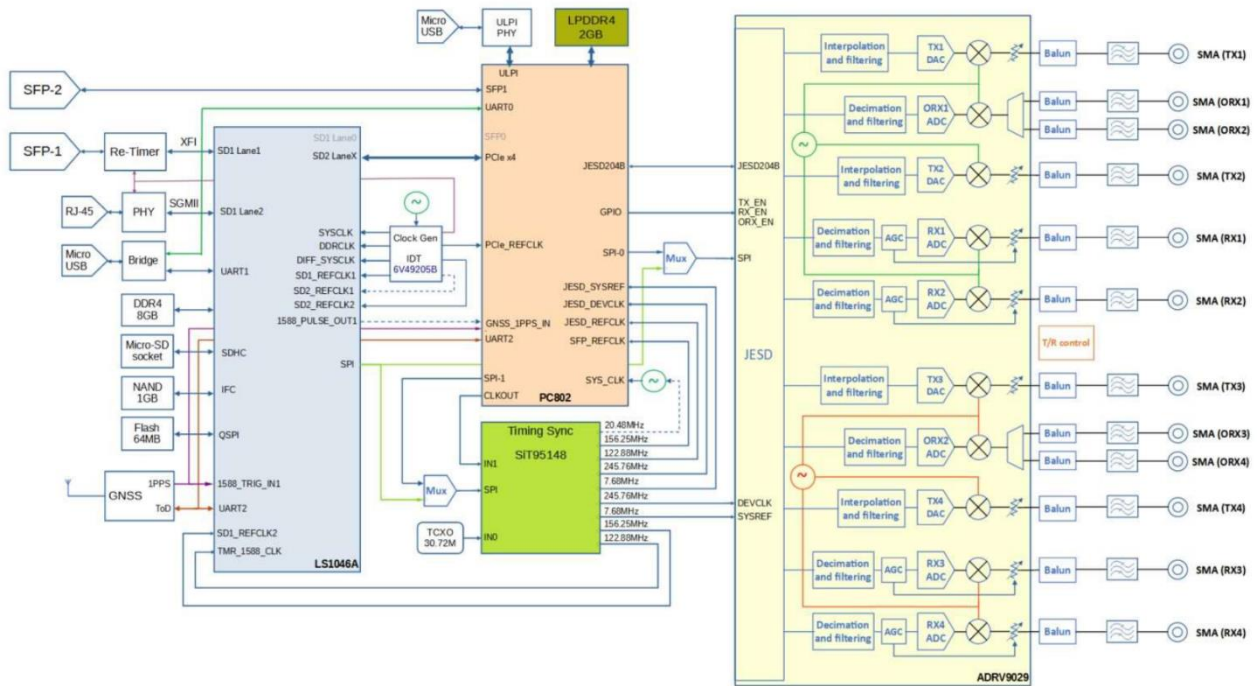 Micro
USB
ULPI
PHY
LPDDR4
2GB
SFP-2
SFP-1
Re-Timer
XFI
RJ-45
PHY
SGMII
Micro
USB
Bridge
DDR4
8GB
Micro-SD
socket
NAND
1GB
Flash
64MB
GNSS
1PPS
ToD
SD1 Lane0
SD1 Lane1
SD2 LaneX
SD1 Lane2
SYSCLK
DDRCLK
DIFF_SYSCLK
SD1_REFCLK1
SD2_REFCLK1
SD2_REFCLK2
UART1
1588_PULSE_OUT1
SDHC
SPI
IFC
QSPI
1588_TRIG_IN1
UART2
SD1_REFCLK2
TMR_1588_CLK
LS1046A
~
Clock Gen
IDT
6V49205B
ULPI
SFP1
UART0
SFP0
PCIe x4
JESD204B
GPIO
PCIe_REFCLK
SPI-0
JESD_SYSREF
JESD_DEVCLK
GNSS_1PPS_IN
JESD_REFCLK
UART2
SFP_REFCLK
SPI-1
SYS_CLK
CLKOUT
PC802
~
Mux
Mux
Timing Sync
SIT95148
IN1
SPI
IN0
TCXO
30.72M
20.48MHz
156.25MHz
122.88MHz
245.76MHz
7.68MHz
245.76MHz
7.68MHz
156.25MHz
122.88MHz
JESD204B
TX_EN
RX_EN
ORX_EN
SPI
JESD
DEVCLK
SYSREF
Interpolation
and filtering
TX1
DAC
Balun
SMA (TX1)
Decimation
and filtering
ORX1
ADC
Balun
SMA (ORX1)
Balun
SMA (ORX2)
~
Interpolation
and filtering
TX2
DAC
Balun
SMA (TX2)
Decimation
and filtering
AGC
RX1
ADC
Balun
SMA (RX1)
Decimation
and filtering
AGC
RX2
ADC
Balun
SMA (RX2)
T/R control
Interpolation
and filtering
TX3
DAC
Balun
SMA (TX3)
Decimation
and filtering
ORX2
ADC
Balun
SMA (ORX3)
Balun
SMA (ORX4)
~
Interpolation
and filtering
TX4
DAC
Balun
SMA (TX4)
Decimation
and filtering
AGC
RX3
ADC
Balun
SMA (RX3)
Decimation
and filtering
AGC
RX4
ADC
Balun
SMA (RX4)
ADRV9029